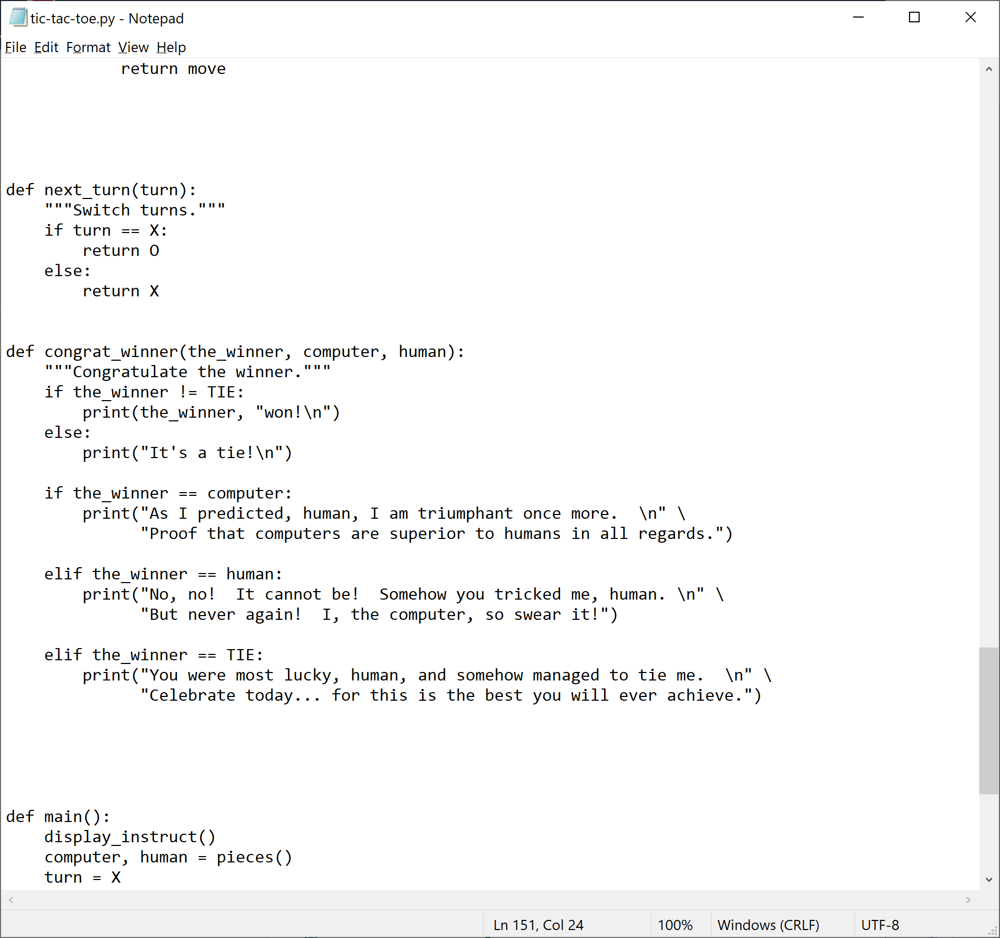 tic-tac-toe.py - Notepad
File Edit Format View Help
            return move
def next_turn(turn):
    """Switch turns."""
    if turn == X:
        return O
    else:
        return X
def congrat_winner(the_winner, computer, human):
    """Congratulate the winner."""
    if the_winner != TIE:
        print(the_winner, "won!\n")
    else:
        print("It's a tie!\n")
    if the_winner == computer:
        print("As I predicted, human, I am triumphant once more.  \n" \
              "Proof that computers are superior to humans in all regards.")
    elif the_winner == human:
        print("No, no!  It cannot be!  Somehow you tricked me, human. \n" \
              "But never again!  I, the computer, so swear it!")
    elif the_winner == TIE:
        print("You were most lucky, human, and somehow managed to tie me.  \n" \
              "Celebrate today... for this is the best you will ever achieve.")
def main():
    display_instruct()
    computer, human = pieces()
    turn = X
Ln 151, Col 24 100% Windows (CRLF) UTF-8